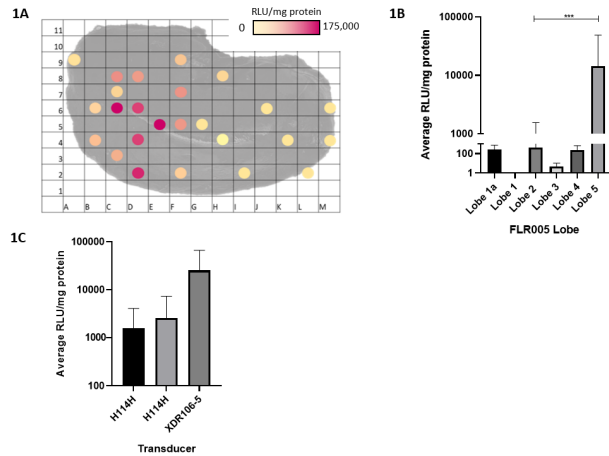 1A
RLU/mg protein
0 175,000
11
10
9
8
7
6
5
4
3
2
1
A B C D E F G H I J K L M
1B
Average RLU/mg protein
100000
10000
1000
100
1
***
Lobe 1a Lobe 1 Lobe 2 Lobe 3 Lobe 4 Lobe 5
FLR005 Lobe
1C
Average RLU/mg protein
100000
10000
1000
100
H114H H114H XDR106-5
Transducer